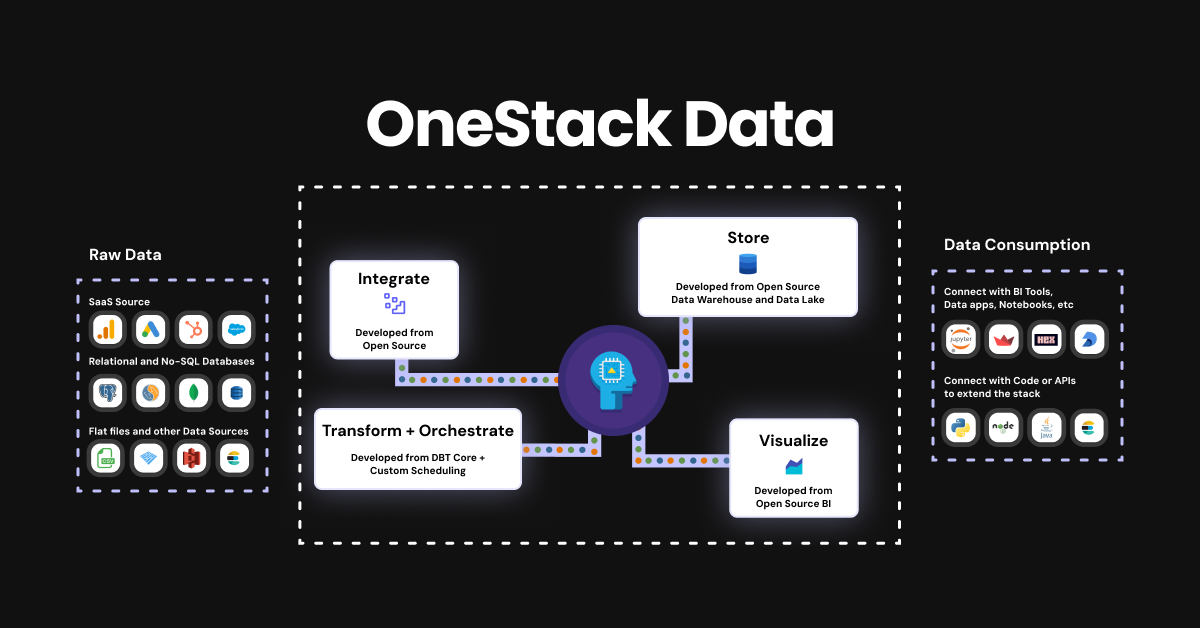 OneStack Data
Raw Data
SaaS Source
Relational and No-SQL Databases
Flat files and other Data Sources
CSV
Integrate
Developed from
Open Source
Transform + Orchestrate
Developed from DBT Core +
Custom Scheduling
Store
Developed from Open Source
Data Warehouse and Data Lake
Visualize
Developed from
Open Source BI
Data Consumption
Connect with BI Tools,
Data apps, Notebooks, etc
jupyter
HEX
Connect with Code or APIs
to extend the stack
node
Java